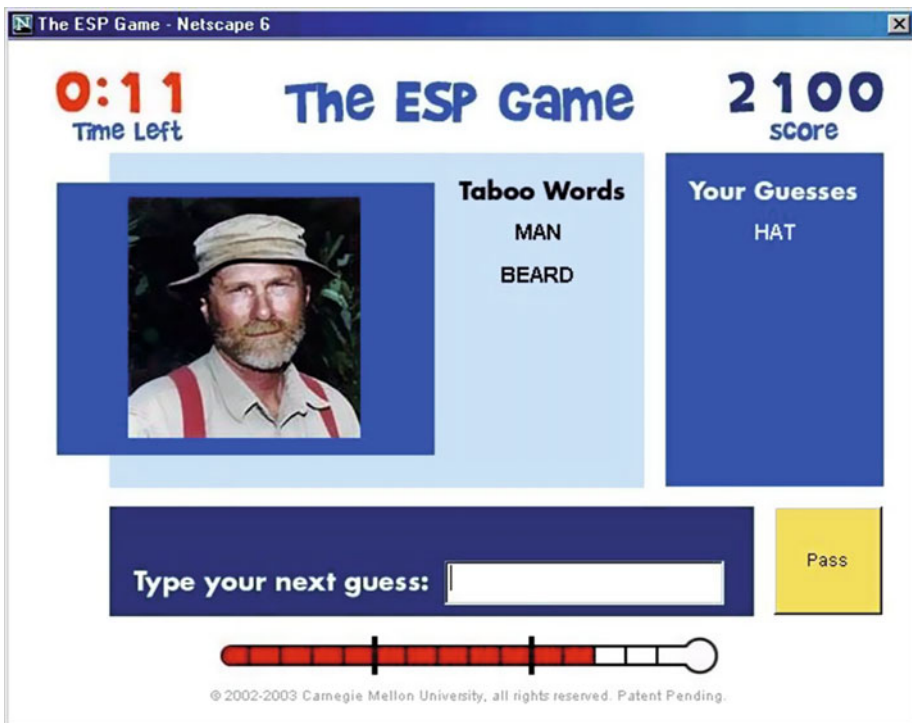 The ESP Game - Netscape 6
0:11
Time Left
The ESP Game
2100
score
Taboo Words
MAN
BEARD
Your Guesses
HAT
Type your next guess:
Pass
© 2002-2003 Carnegie Mellon University, all rights reserved. Patent Pending.